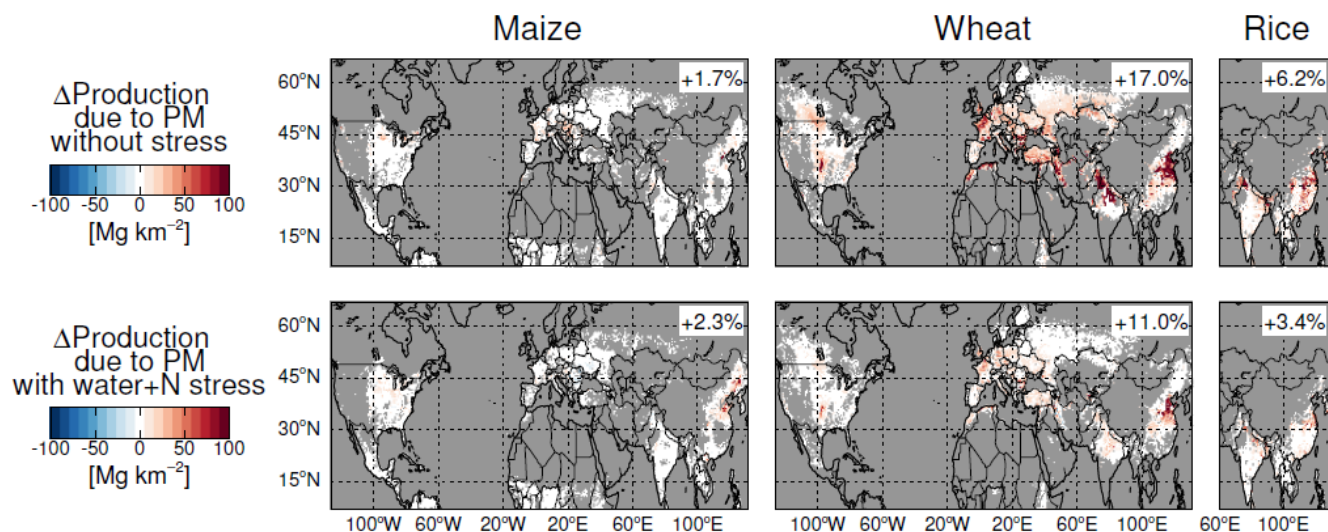 Maize
Wheat
Rice
ΔProduction
due to PM
without stress
-100 -50 0 50 100
[Mg km⁻²]
60°N
45°N
30°N
15°N
+1.7%
+17.0%
+6.2%
ΔProduction
due to PM
with water+N stress
-100 -50 0 50 100
[Mg km⁻²]
60°N
45°N
30°N
15°N
+2.3%
+11.0%
+3.4%
100°W 60°W 20°W 20°E 60°E 100°E
100°W 60°W 20°W 20°E 60°E 100°E
60°E 100°E